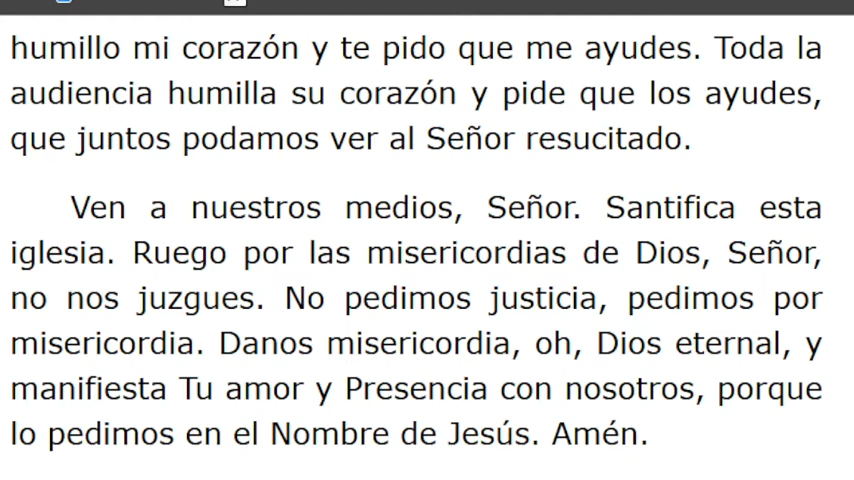 humillo mi corazón y te pido que me ayudes. Toda la
audiencia humilla su corazón y pide que los ayudes,
que juntos podamos ver al Señor resucitado.
Ven a nuestros medios, Señor. Santifica esta
iglesia. Ruego por las misericordias de Dios, Señor,
no nos juzgues. No pedimos justicia, pedimos por
misericordia. Danos misericordia, oh, Dios eternal, y
manifiesta Tu amor y Presencia con nosotros, porque
lo pedimos en el Nombre de Jesús. Amén.